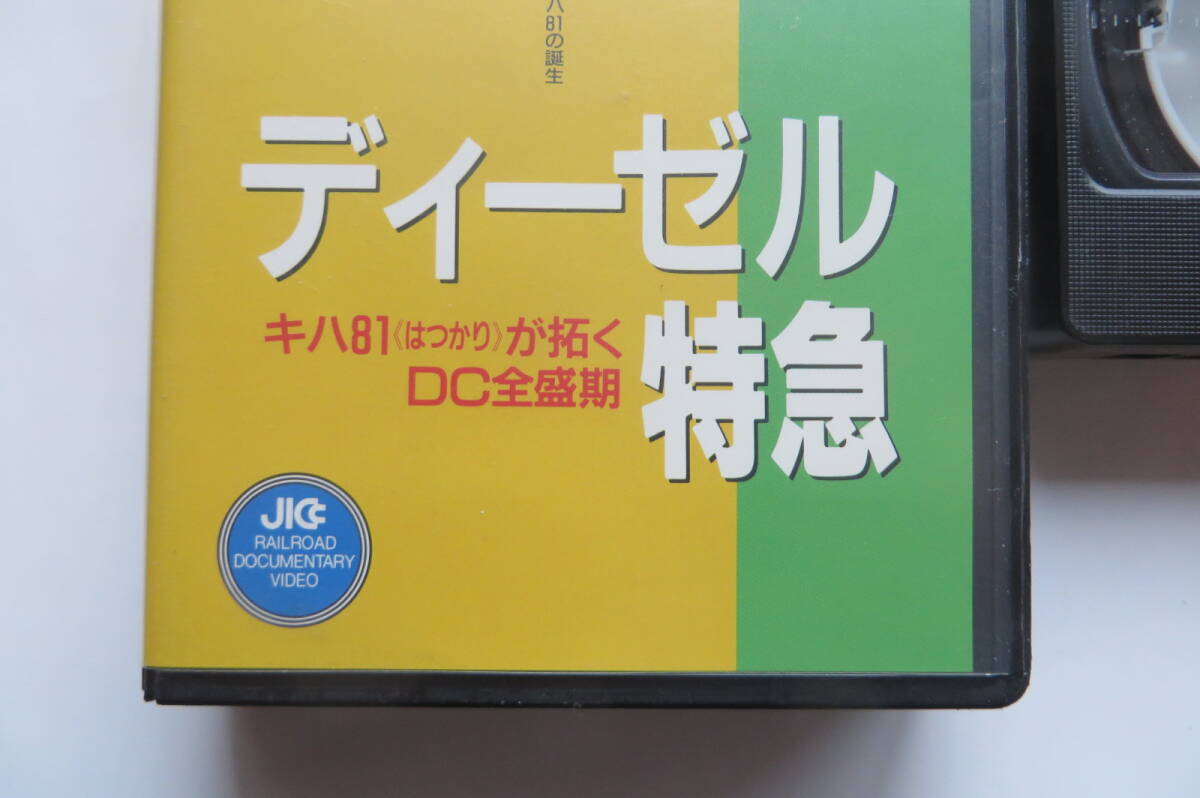 ハ81の誕生
ディーゼル
特急
キハ81《はつかり》が拓く
DC全盛期
JICC
RAILROAD
DOCUMENTARY
VIDEO